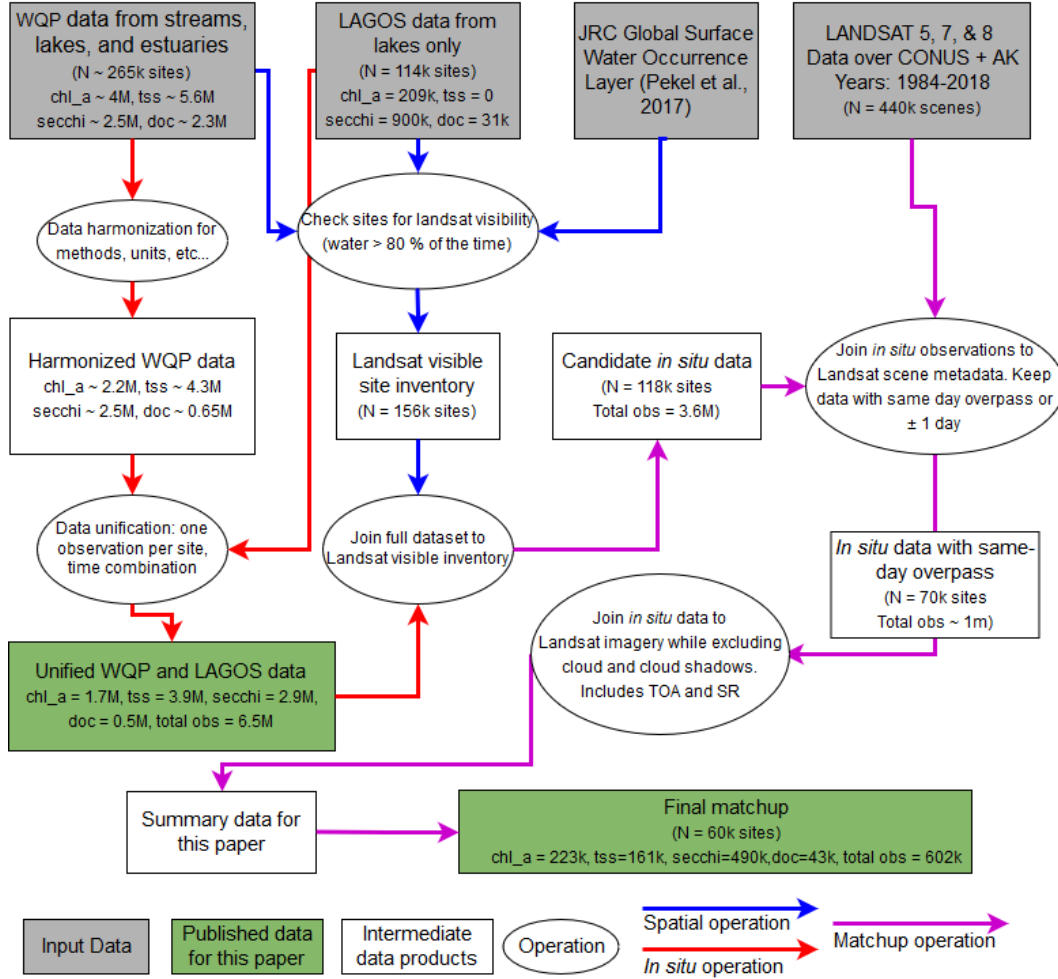 WQP data from streams,
lakes, and estuaries
(N ~ 265k sites)
chl_a ~ 4M, tss ~ 5.6M
secchi ~ 2.5M, doc ~ 2.3M
LAGOS data from
lakes only
(N = 114k sites)
chl_a = 209k, tss = 0
secchi = 900k, doc = 31k
JRC Global Surface
Water Occurrence
Layer (Pekel et al.,
2017)
LANDSAT 5, 7, & 8
Data over CONUS + AK
Years: 1984-2018
(N = 440k scenes)
Data harmonization for
methods, units, etc...
Check sites for landsat visibility
(water > 80 % of the time)
Harmonized WQP data
chl_a ~ 2.2M, tss ~ 4.3M
secchi ~ 2.5M, doc ~ 0.65M
Landsat visible
site inventory
(N = 156k sites)
Candidate in situ data
(N = 118k sites
Total obs = 3.6M)
Join in situ observations to
Landsat scene metadata. Keep
data with same day overpass or
± 1 day
Data unification: one
observation per site,
time combination
Join full dataset to
Landsat visible inventory
In situ data with same-
day overpass
(N = 70k sites
Total obs ~ 1m)
Join in situ data to
Landsat imagery while excluding
cloud and cloud shadows.
Includes TOA and SR
Unified WQP and LAGOS data
chl_a = 1.7M, tss = 3.9M, secchi = 2.9M,
doc = 0.5M, total obs = 6.5M
Summary data for
this paper
Final matchup
(N = 60k sites)
chl_a = 223k, tss=161k, secchi=490k,doc=43k, total obs = 602k
Input Data
Published data
for this paper
Intermediate
data products
Operation
Spatial operation
In situ operation
Matchup operation